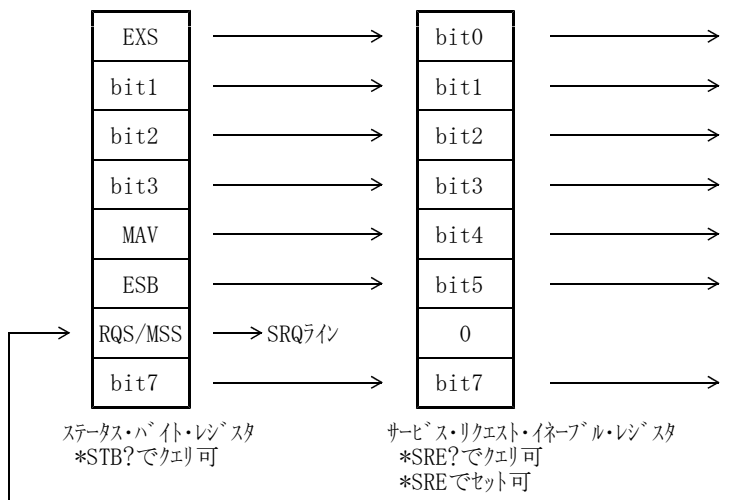 EXS bit0
bit1 bit1
bit2 bit2
bit3 bit3
MAV bit4
ESB bit5
RQS/MSS SRQﾗｲﾝ 0
bit7 bit7
ｽﾃｰﾀｽ・ﾊﾞｲﾄ・ﾚｼﾞｽﾀ ｻｰﾋﾞｽ・ﾘｸｴｽﾄ・ｲﾈｰﾌﾞﾙ・ﾚｼﾞｽﾀ
*STB?でｸｴﾘ可 *SRE?でｸｴﾘ可
*SREでｾｯﾄ可